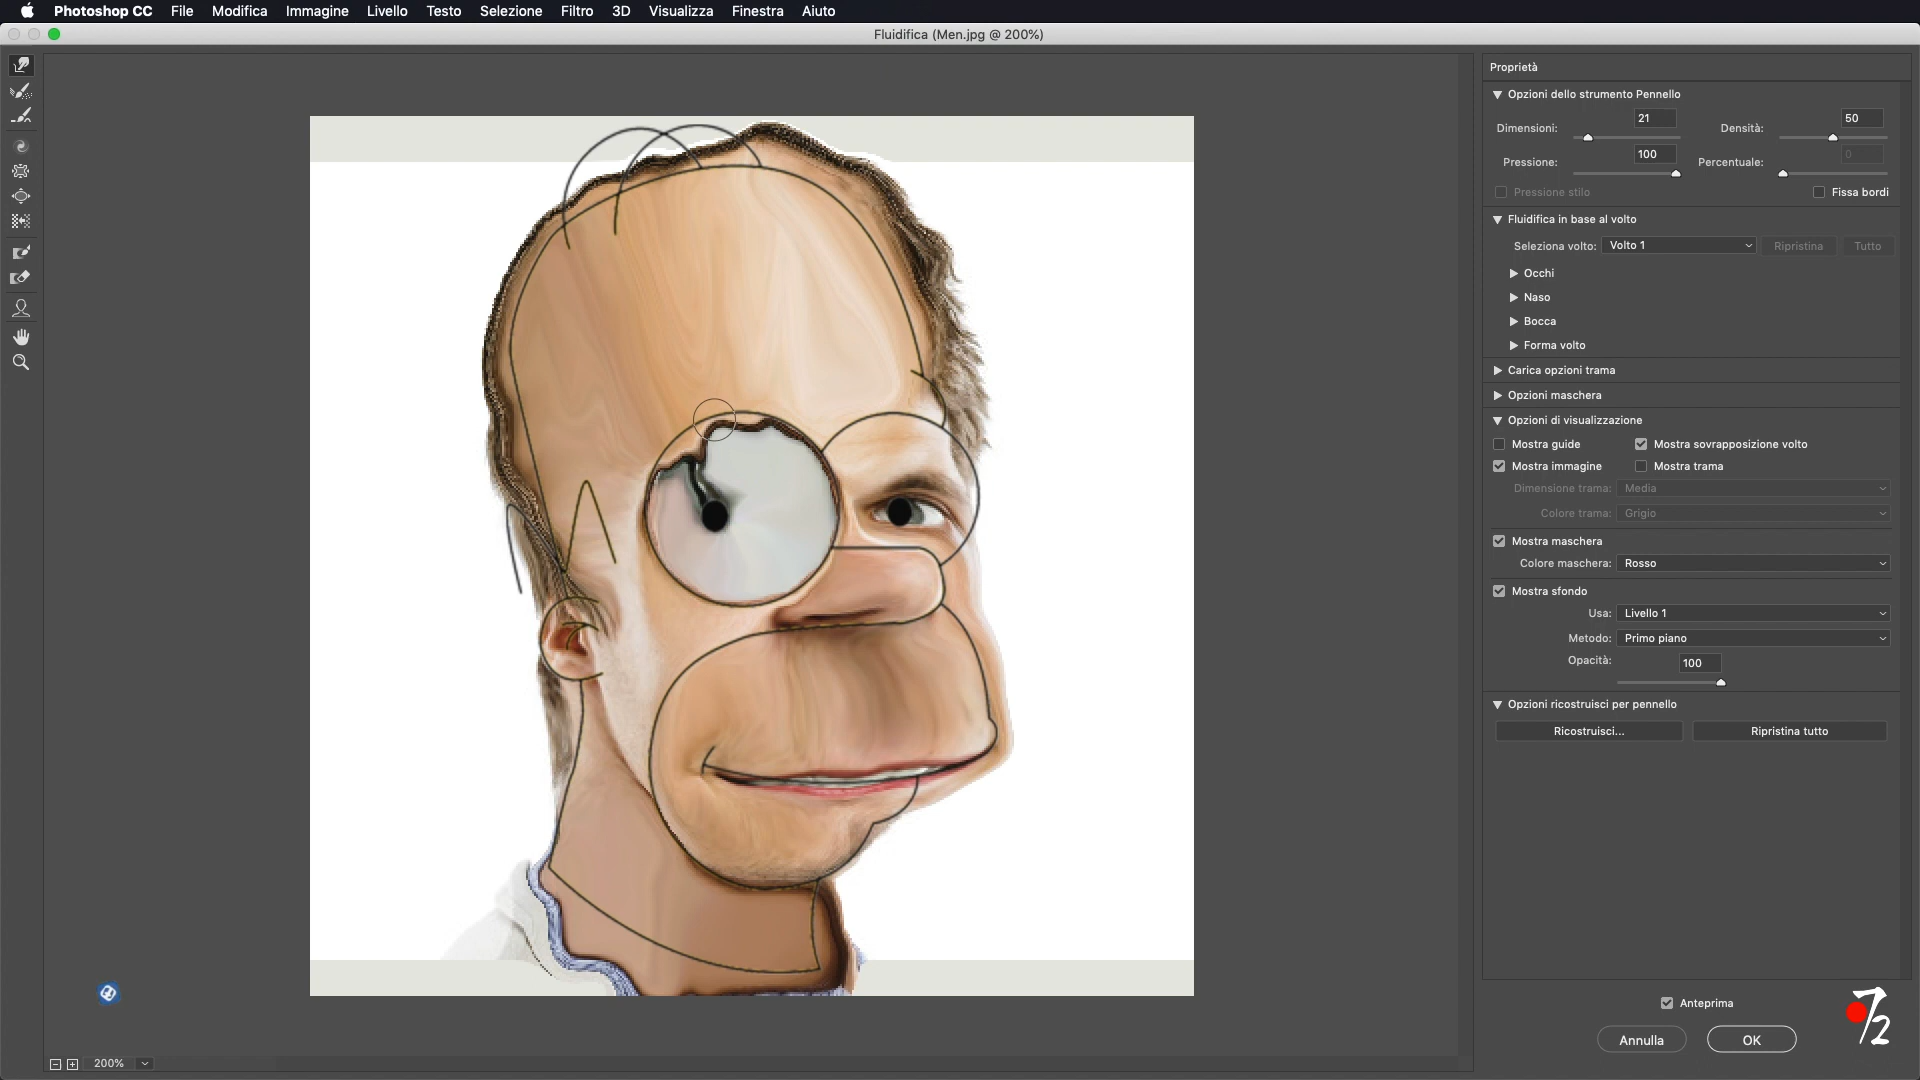 Photoshop CC File Modifica Immagine Livello Testo Selezione Filtro 3D Visualizza Finestra Aiuto
Fluidifica (Men.jpg @ 200%)
Proprietà
Opzioni dello strumento Pennello
Dimensioni: 21 Densità: 50
Pressione: 100 Percentuale: 0
Pressione stilo Fissa bordi
Fluidifica in base al volto
Seleziona volto: Volto 1 Ripristina Tutto
Occhi
Naso
Bocca
Forma volto
Carica opzioni trama
Opzioni maschera
Opzioni di visualizzazione
Mostra guide Mostra sovrapposizione volto
Mostra immagine Mostra trama
Dimensione trama: Media
Colore trama: Grigio
Mostra maschera
Colore maschera: Rosso
Mostra sfondo
Usa: Livello 1
Metodo: Primo piano
Opacità: 100
Opzioni ricostruisci per pennello
Ricostruisci... Ripristina tutto
Anteprima
Annulla OK
200%